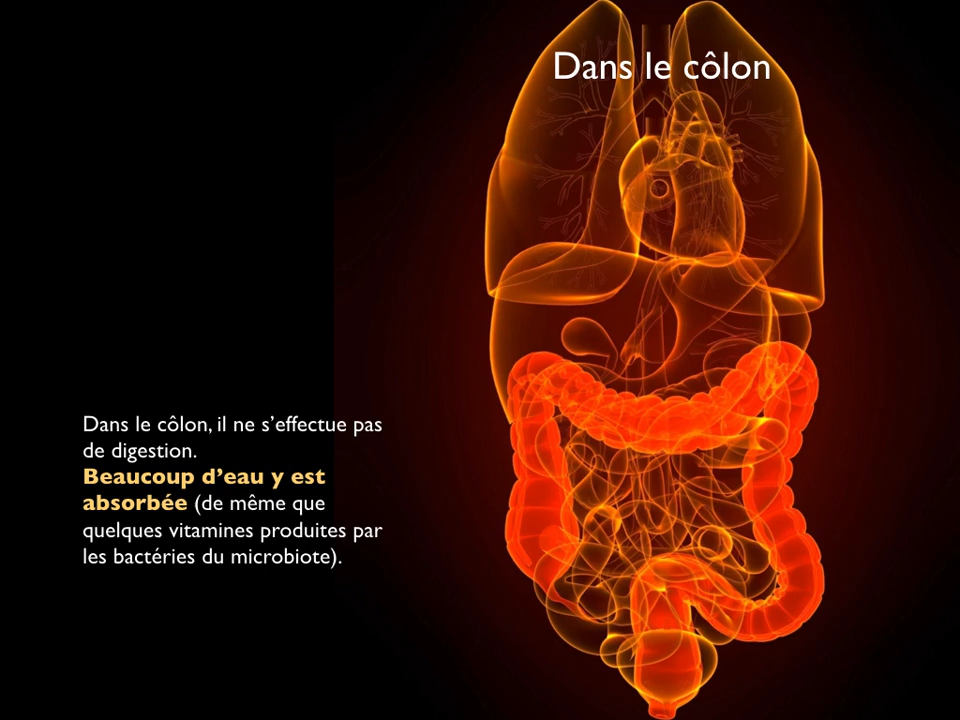 Dans le côlon
Dans le côlon, il ne s’effectue pas
de digestion.
Beaucoup d’eau y est
absorbée (de même que
quelques vitamines produites par
les bactéries du microbiote).